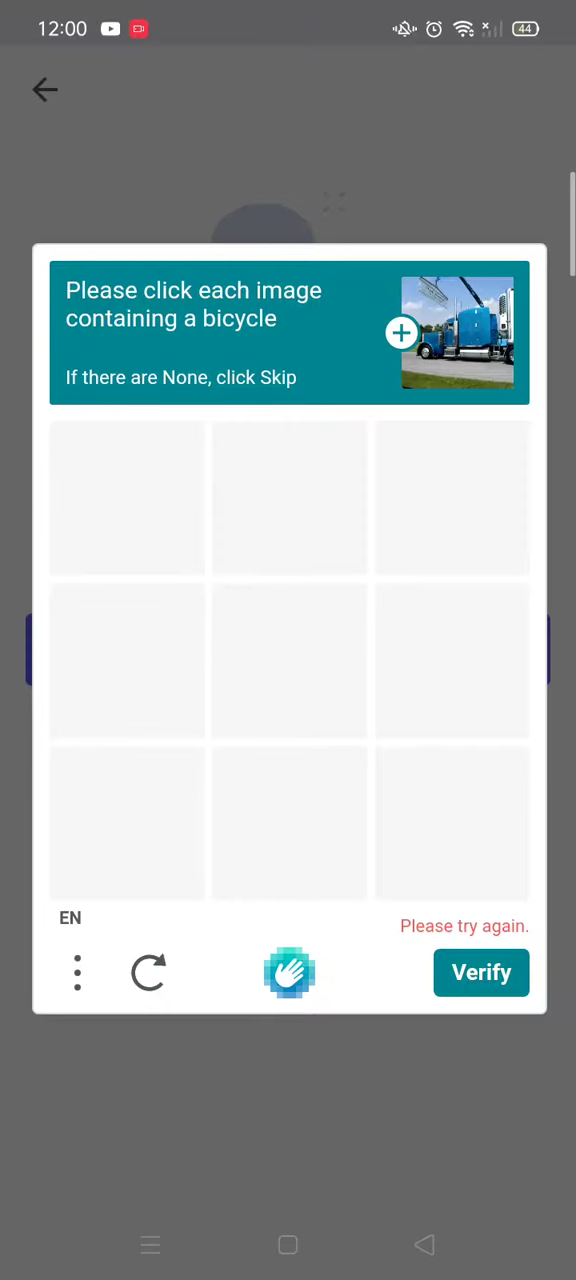 12:00
44
Please click each image
containing a bicycle
If there are None, click Skip
EN
Please try again.
Verify